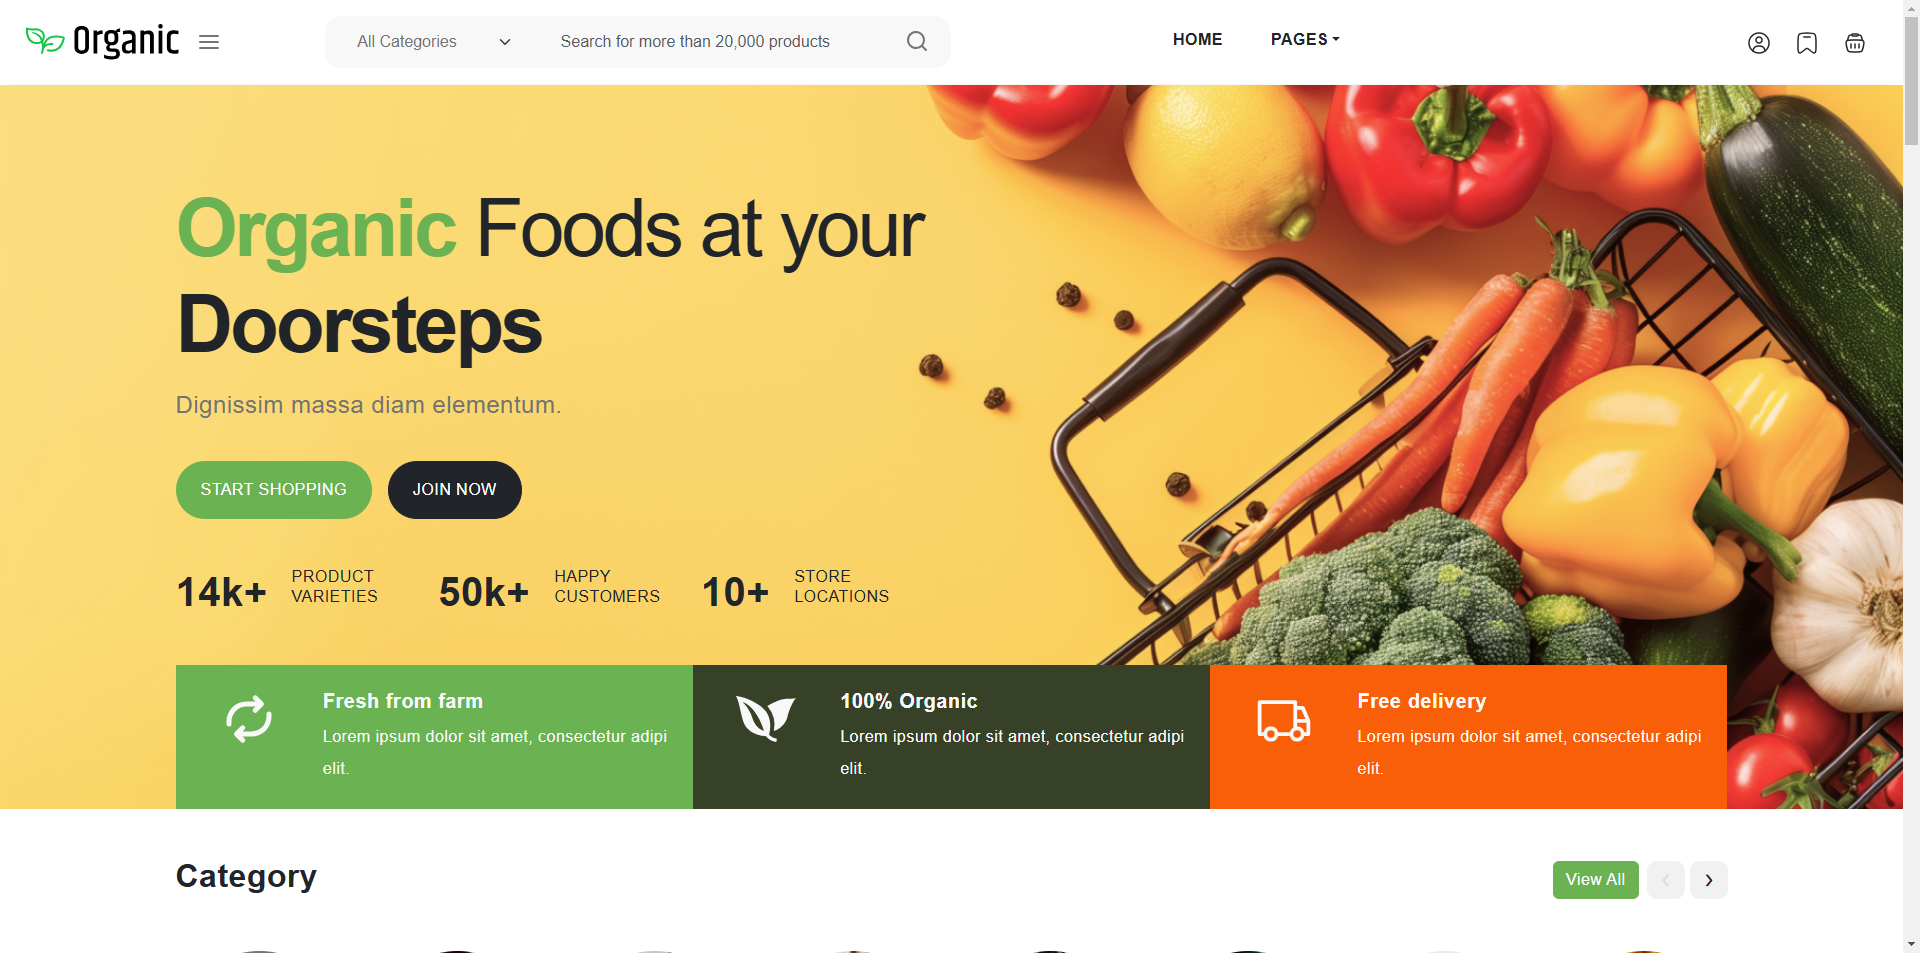 Organic
All Categories
Search for more than 20,000 products
HOME
PAGES
Organic Foods at your
Doorsteps
Dignissim massa diam elementum.
START SHOPPING
JOIN NOW
14k+
PRODUCT
VARIETIES
50k+
HAPPY
CUSTOMERS
10+
STORE
LOCATIONS
Fresh from farm
Lorem ipsum dolor sit amet, consectetur adipi
elit.
100% Organic
Lorem ipsum dolor sit amet, consectetur adipi
elit.
Free delivery
Lorem ipsum dolor sit amet, consectetur adipi
elit.
Category
View All